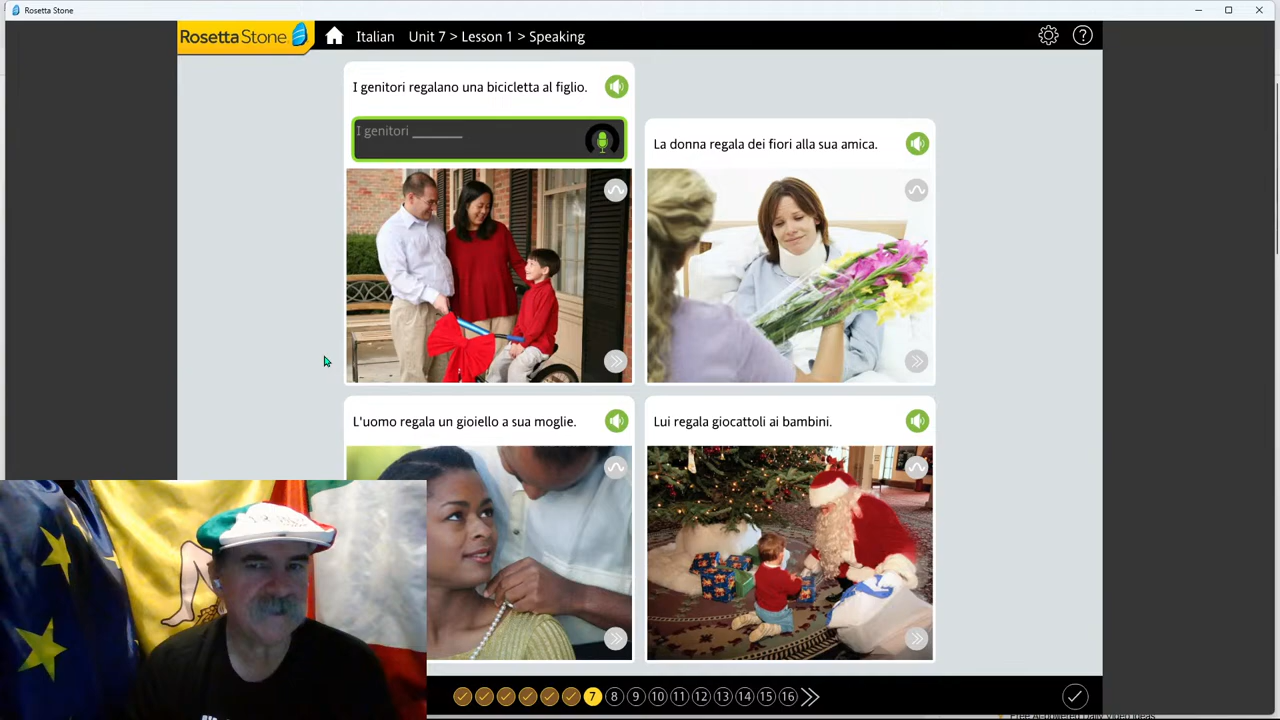 Rosetta Stone
RosettaStone
Italian Unit 7 > Lesson 1 > Speaking
I genitori regalano una bicicletta al figlio.
I genitori ________
La donna regala dei fiori alla sua amica.
L'uomo regala un gioiello a sua moglie.
Lui regala giocattoli ai bambini.
7 8 9 10 11 12 13 14 15 16